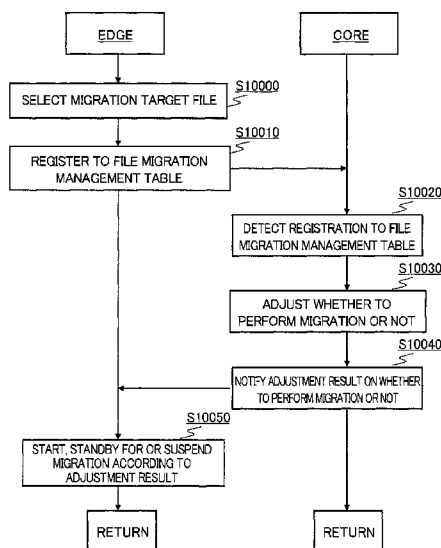 EDGE
CORE
S10000
SELECT MIGRATION TARGET FILE
S10010
REGISTER TO FILE MIGRATION
MANAGEMENT TABLE
S10020
DETECT REGISTRATION TO FILE
MIGRATION MANAGEMENT TABLE
S10030
ADJUST WHETHER TO
PERFORM MIGRATION OR NOT
S10040
NOTIFY ADJUSTMENT RESULT ON WHETHER
TO PERFORM MIGRATION OR NOT
S10050
START, STANDBY FOR OR SUSPEND
MIGRATION ACCORDING TO
ADJUSTMENT RESULT
RETURN
RETURN